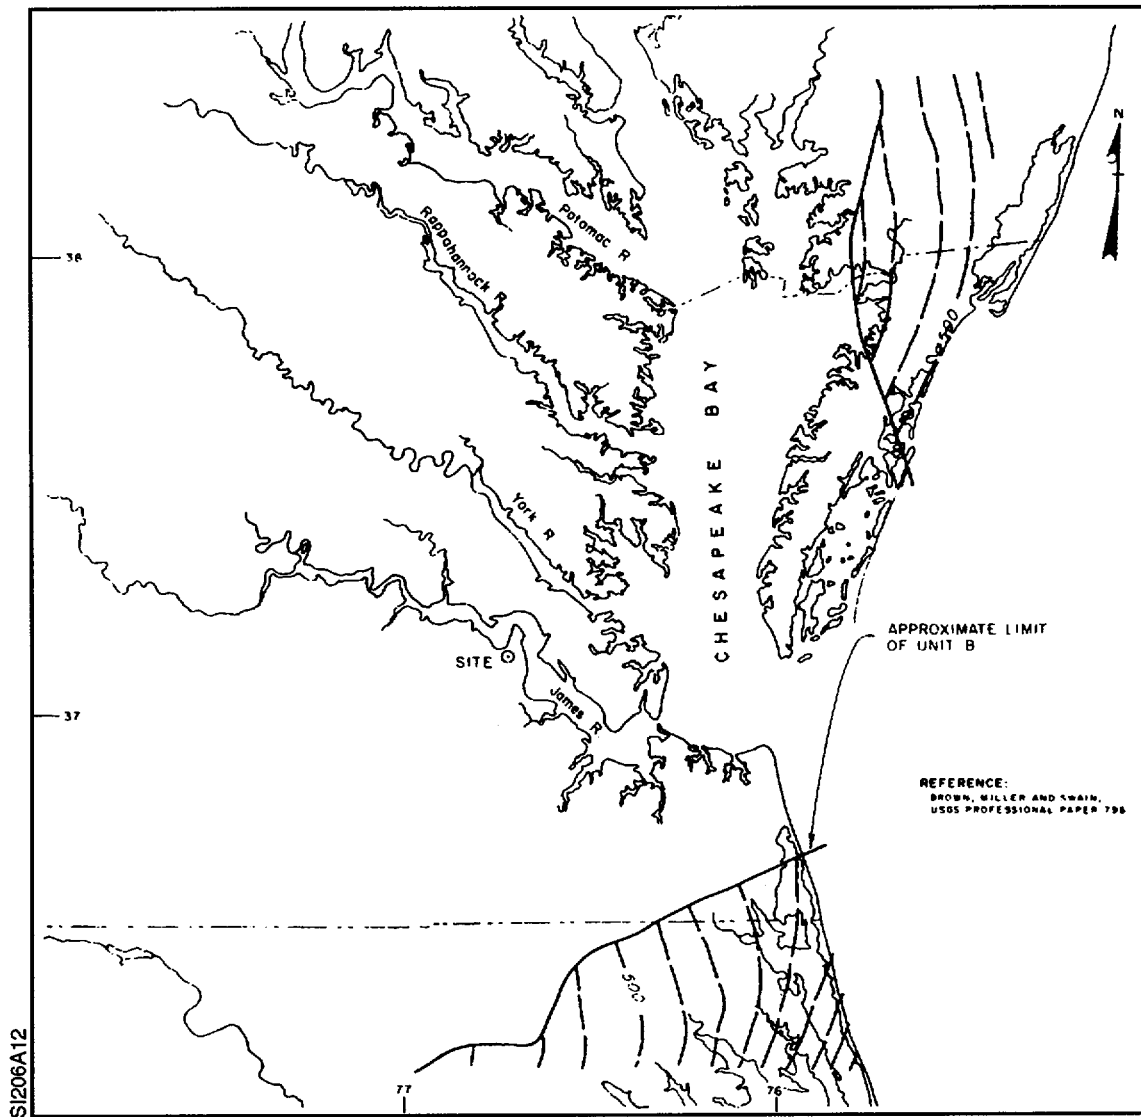 N
38
Potomac R
Rappahannock R
2500
CHESAPEAKE BAY
York R
APPROXIMATE LIMIT
OF UNIT B
SITE
James R
37
REFERENCE:
BROWN, MILLER AND SWAIN,
USGS PROFESSIONAL PAPER 796
500
77
76
SI206A12